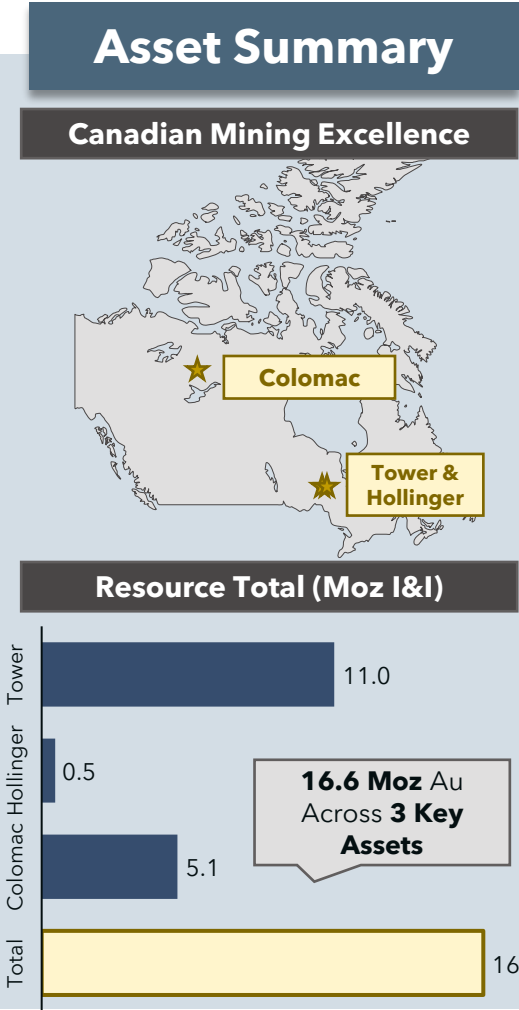 Asset Summary
Canadian Mining Excellence
Colomac
Tower &
Hollinger
Resource Total (Moz I&I)
Tower
11.0
Hollinger
0.5
16.6 Moz Au
Across 3 Key
Assets
Colomac
5.1
Total
16